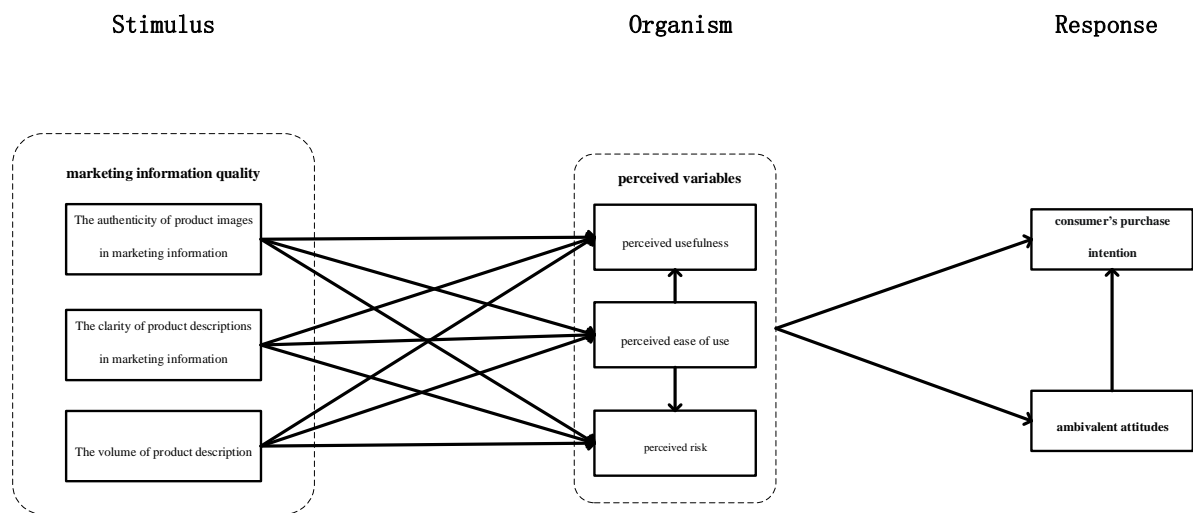 Stimulus
Organism
Response
marketing information quality
The authenticity of product images
in marketing information
The clarity of product descriptions
in marketing information
The volume of product description
perceived variables
perceived usefulness
perceived ease of use
perceived risk
consumer's purchase
intention
ambivalent attitudes